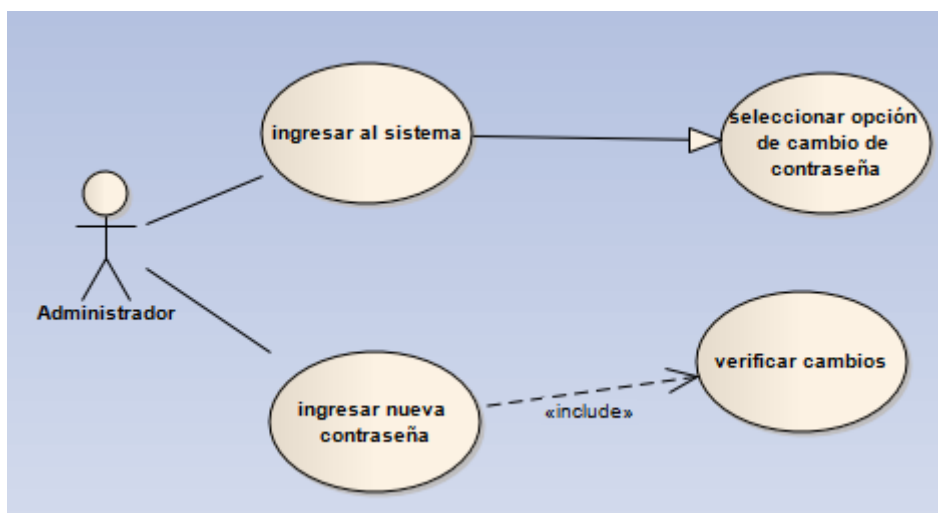 ingresar al sistema
seleccionar opción
de cambio de
contraseña
Administrador
verificar cambios
ingresar nueva
contraseña
«include»